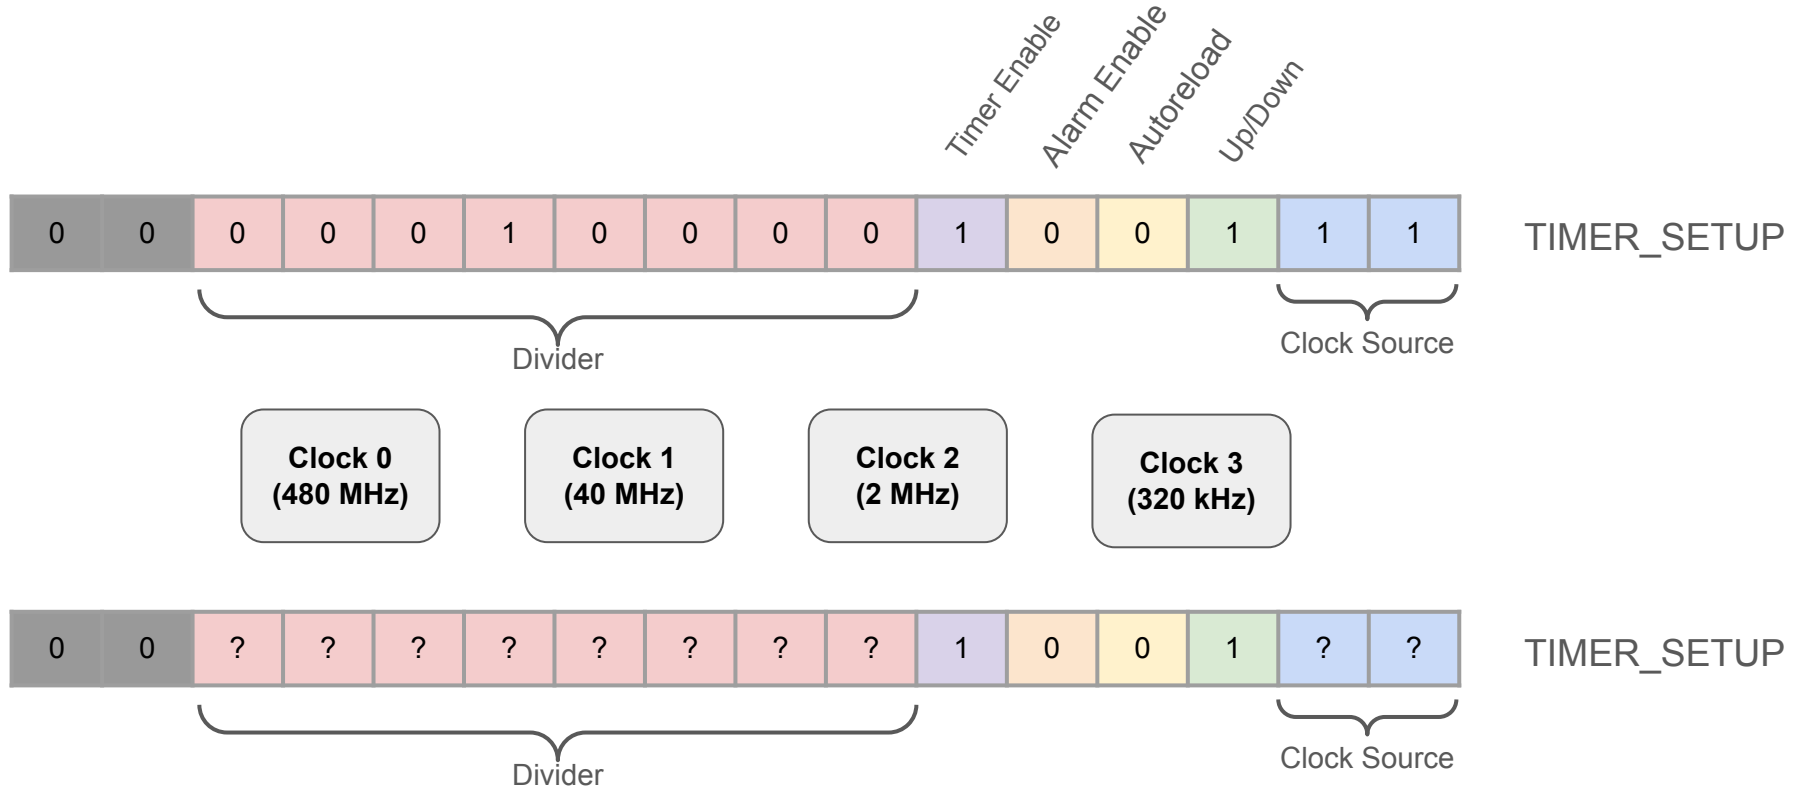 Timer Enable
Alarm Enable
Autoreload
Up/Down
0 0 0 0 0 1 0 0 0 0 1 0 0 1 1 1 TIMER_SETUP
Divider
Clock Source
Clock 0
(480 MHz)
Clock 1
(40 MHz)
Clock 2
(2 MHz)
Clock 3
(320 kHz)
0 0 ? ? ? ? ? ? ? ? 1 0 0 1 ? ? TIMER_SETUP
Divider
Clock Source